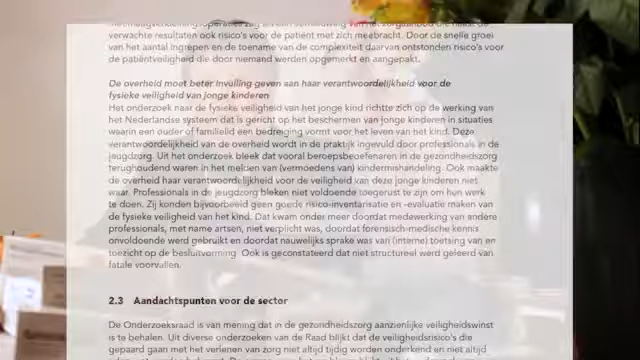 verwachte resultaten ook risico's voor de patiënt met zich meebracht. Door de snelle groei
van het aantal ingrepen en de toename van de complexiteit daarvan ontstonden risico's voor
de patiëntveiligheid die door niemand werden opgemerkt en aangepakt.
De overheid moet beter invulling geven aan haar verantwoordelijkheid voor de
fysieke veiligheid van jonge kinderen
Het onderzoek naar de fysieke veiligheid van het jonge kind richtte zich op de werking van
het Nederlandse systeem dat is gericht op het beschermen van jonge kinderen in situaties
waarin een ouder of familielid een bedreiging vormt voor het leven van het kind. Deze
verantwoordelijkheid van de overheid wordt in de praktijk ingevuld door professionals in de
jeugdzorg. Uit het onderzoek bleek dat vooral beroepsbeoefenaren in de gezondheidszorg
terughoudend waren in het melden van (vermoedens van) kindermishandeling. Ook maakte
de overheid haar verantwoordelijkheid voor de veiligheid van deze jonge kinderen niet
waar. Professionals in de jeugdzorg bleken niet voldoende toegerust te zijn om hun werk
te doen. Zij konden bijvoorbeeld geen goede risico-inventarisatie en -evaluatie maken van
de fysieke veiligheid van het kind. Dat kwam onder meer doordat medewerking van andere
professionals, met name artsen, niet verplicht was, doordat forensisch-medische kennis
onvoldoende werd gebruikt en doordat nauwelijks sprake was van (interne) toetsing van en
toezicht op de besluitvorming. Ook is geconstateerd dat niet structureel werd geleerd van
fatale voorvallen.
2.3 Aandachtspunten voor de sector
De Onderzoeksraad is van mening dat in de gezondheidszorg aanzienlijke veiligheidswinst
is te behalen. Uit diverse onderzoeken van de Raad blijkt dat de veiligheidsrisico's die
gepaard gaan met het verlenen van zorg niet altijd tijdig worden onderkend en niet altijd